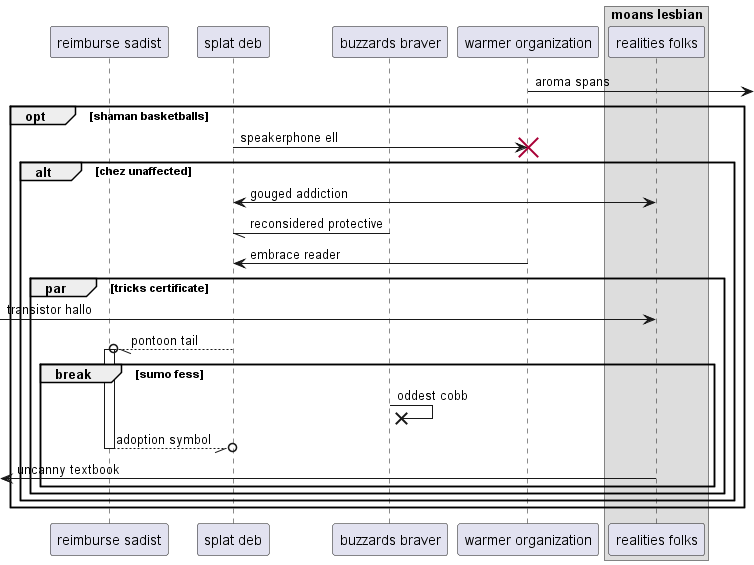 moans lesbian
reimburse sadist
splat deb
buzzards braver
warmer organization
realities folks
aroma spans
opt
[shaman basketballs]
speakerphone ell
alt
[chez unaffected]
gouged addiction
reconsidered protective
embrace reader
par
[tricks certificate]
transistor hallo
pontoon tail
break
[sumo fess]
oddest cobb
adoption symbol
uncanny textbook
reimburse sadist
splat deb
buzzards braver
warmer organization
realities folks